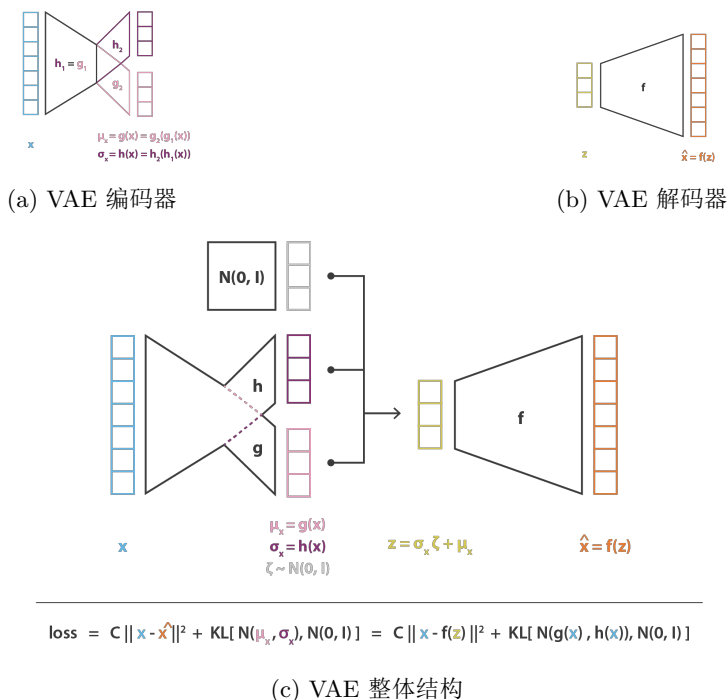 h₁ = g₁
h₂
g₂
x
μₓ = g(x) = g₂(g₁(x))
σₓ = h(x) = h₂(h₁(x))
(a) VAE 编码器
f
z
x̂ = f(z)
(b) VAE 解码器
N(0, I)
h
g
f
x
μₓ = g(x)
σₓ = h(x)
ζ ~ N(0, I)
z = σₓ ζ + μₓ
x̂ = f(z)
loss = C || x - x̂ ||² + KL[ N(μₓ, σₓ), N(0, I) ] = C || x - f(z) ||² + KL[ N(g(x), h(x)), N(0, I) ]
(c) VAE 整体结构